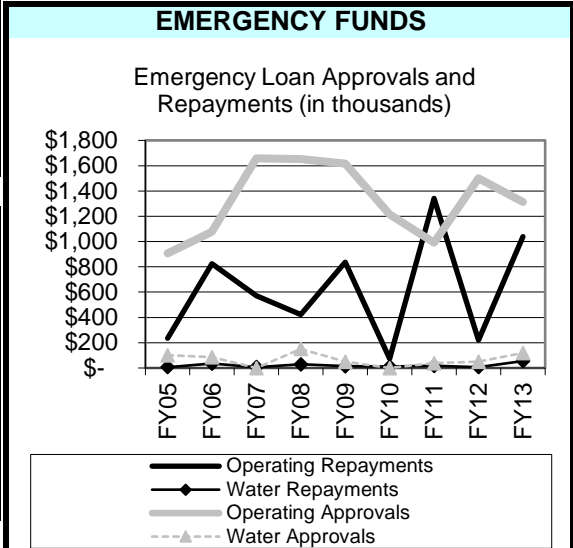 EMERGENCY FUNDS
Emergency Loan Approvals and
Repayments (in thousands)
$1,800
$1,600
$1,400
$1,200
$1,000
$800
$600
$400
$200
$-
FY05
FY06
FY07
FY08
FY09
FY10
FY11
FY12
FY13
Operating Repayments
Water Repayments
Operating Approvals
Water Approvals